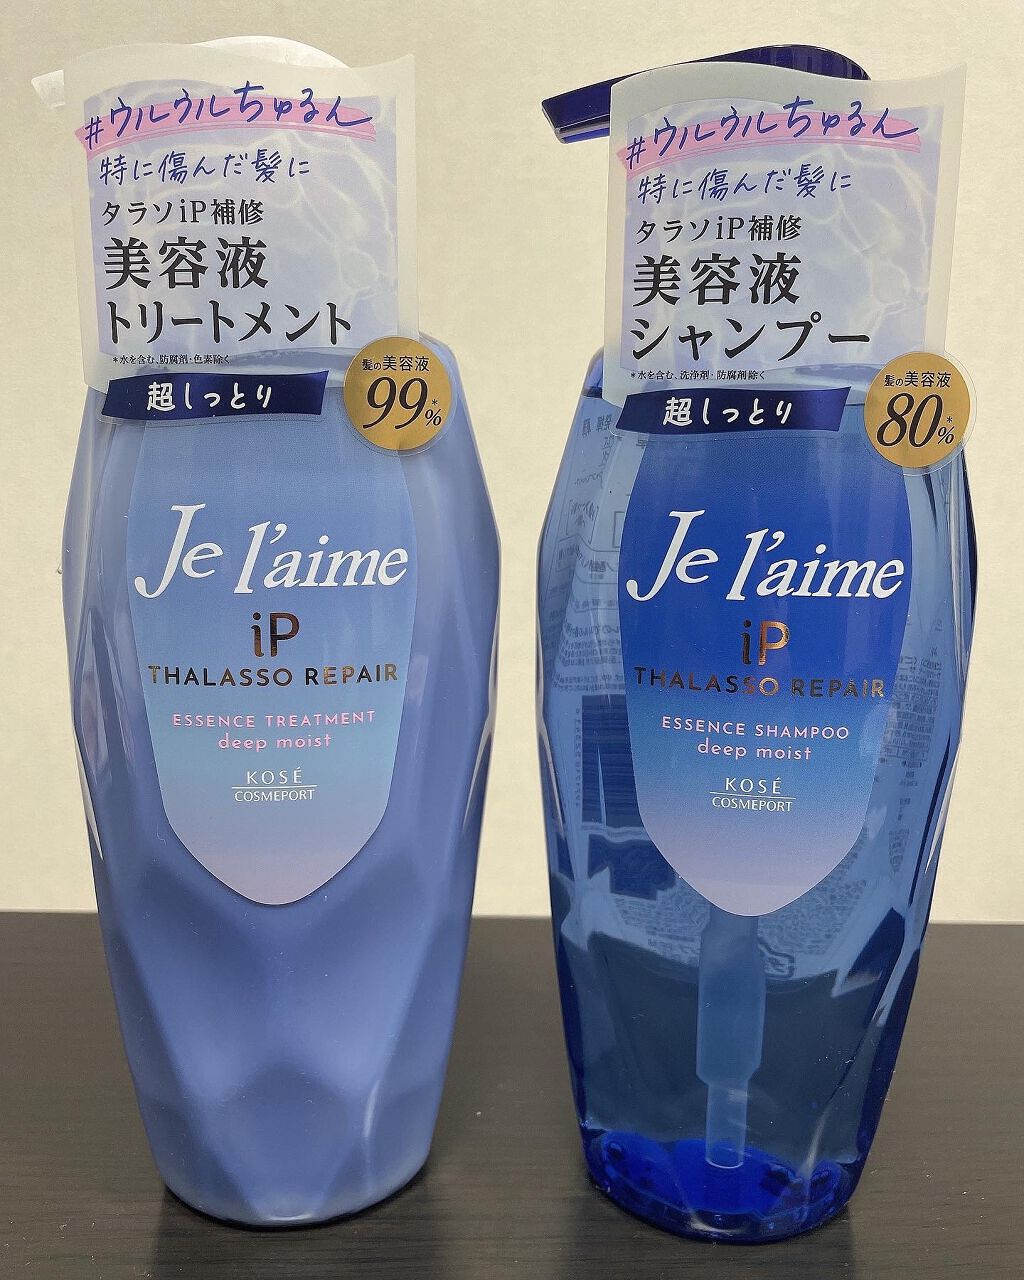 #ウルウルちゅるん
特に傷んだ髪に
タラソiP補修
美容液
トリートメント
*水を含む、防腐剤・色素除く
超しっとり
髪の美容液
99%*
Je l'aime
iP
THALASSO REPAIR
ESSENCE TREATMENT
deep moist
KOSÉ
COSMEPORT
#ウルウルちゅるん
特に傷んだ髪に
タラソiP補修
美容液
シャンプー
*水を含む、洗浄剤・防腐剤除く
超しっとり
髪の美容液
80%*
Je l'aime
iP
THALASSO REPAIR
ESSENCE SHAMPOO
deep moist
KOSÉ
COSMEPORT